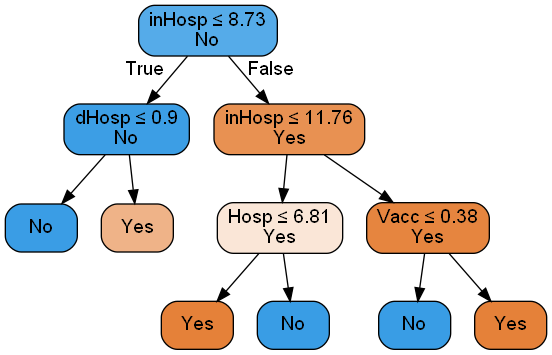 inHosp ≤ 8.73
No
True
False
dHosp ≤ 0.9
No
inHosp ≤ 11.76
Yes
No
Yes
Hosp ≤ 6.81
Yes
Vacc ≤ 0.38
Yes
Yes
No
No
Yes